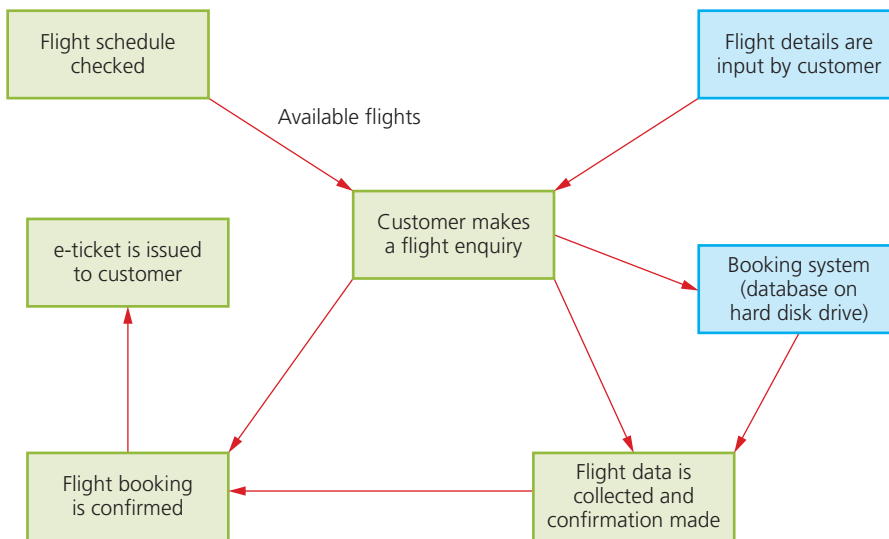 Flight schedule
checked
Flight details are
input by customer
Available flights
Customer makes
a flight enquiry
e-ticket is issued
to customer
Booking system
(database on
hard disk drive)
Flight booking
is confirmed
Flight data is
collected and
confirmation made